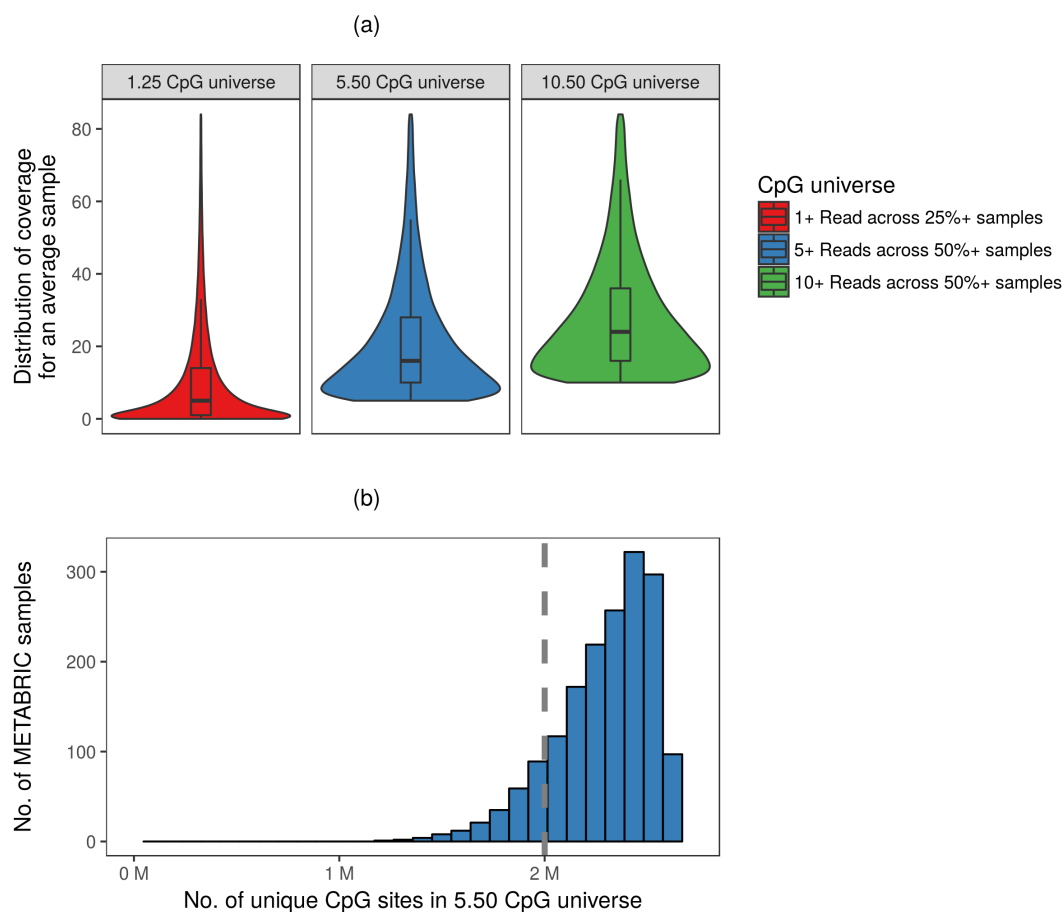 (a)
1.25 CpG universe
5.50 CpG universe
10.50 CpG universe
Distribution of coverage
for an average sample
80
60
40
20
0
CpG universe
1+ Read across 25%+ samples
5+ Reads across 50%+ samples
10+ Reads across 50%+ samples
(b)
No. of METABRIC samples
300
200
100
0
0 M
1 M
2 M
No. of unique CpG sites in 5.50 CpG universe